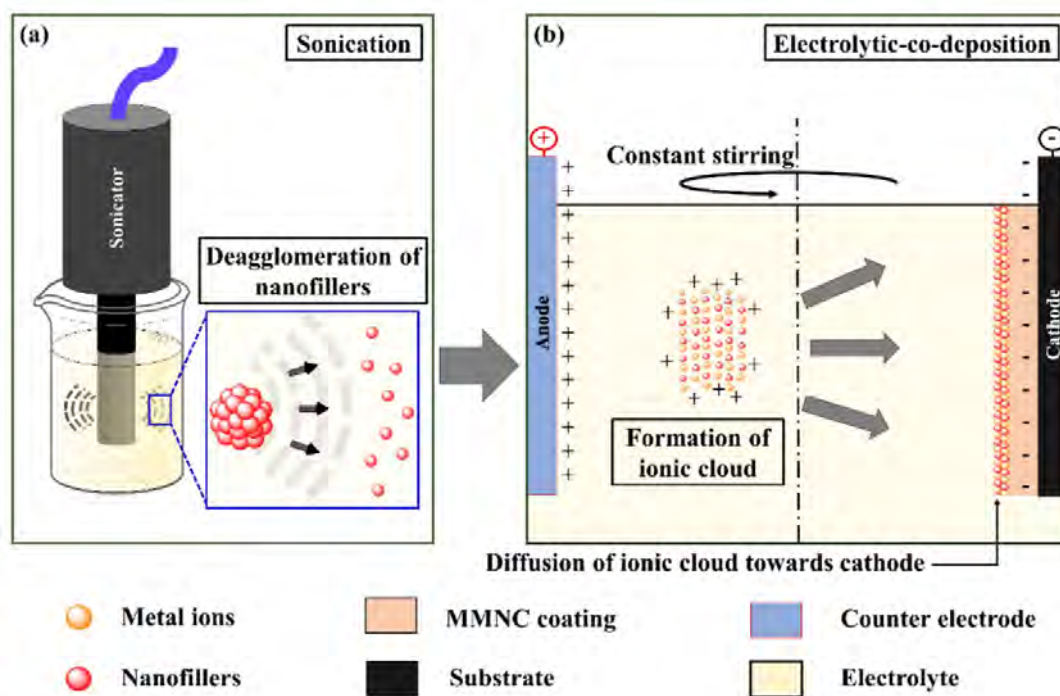 (a)
Sonication
Sonicator
Deagglomeration of
nanofillers
(b)
Electrolytic-co-deposition
+
-
Constant stirring
Anode
Cathode
Formation of
ionic cloud
Diffusion of ionic cloud towards cathode
Metal ions
MMNC coating
Counter electrode
Nanofillers
Substrate
Electrolyte